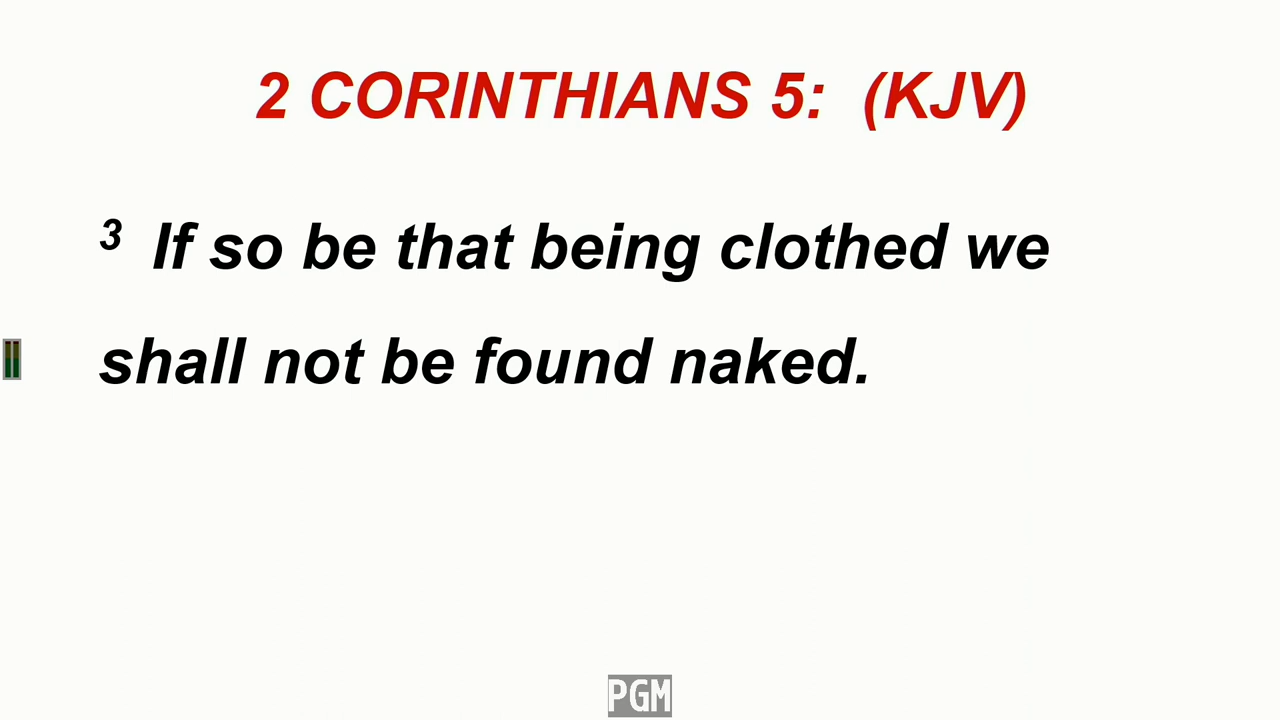 2 CORINTHIANS 5: (KJV)
3 If so be that being clothed we
shall not be found naked.
PGM